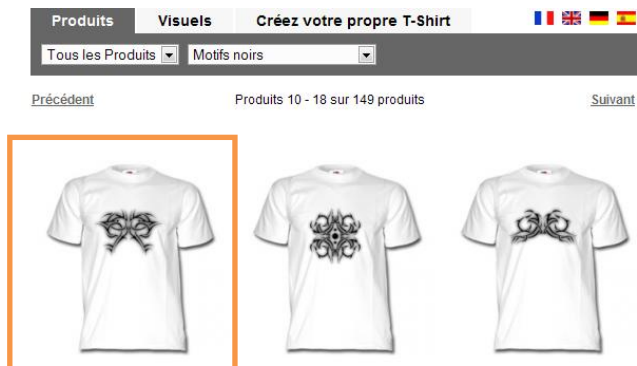 Produits Visuels Créez votre propre T-Shirt
Tous les Produits Motifs noirs
Précédent Produits 10 - 18 sur 149 produits Suivant